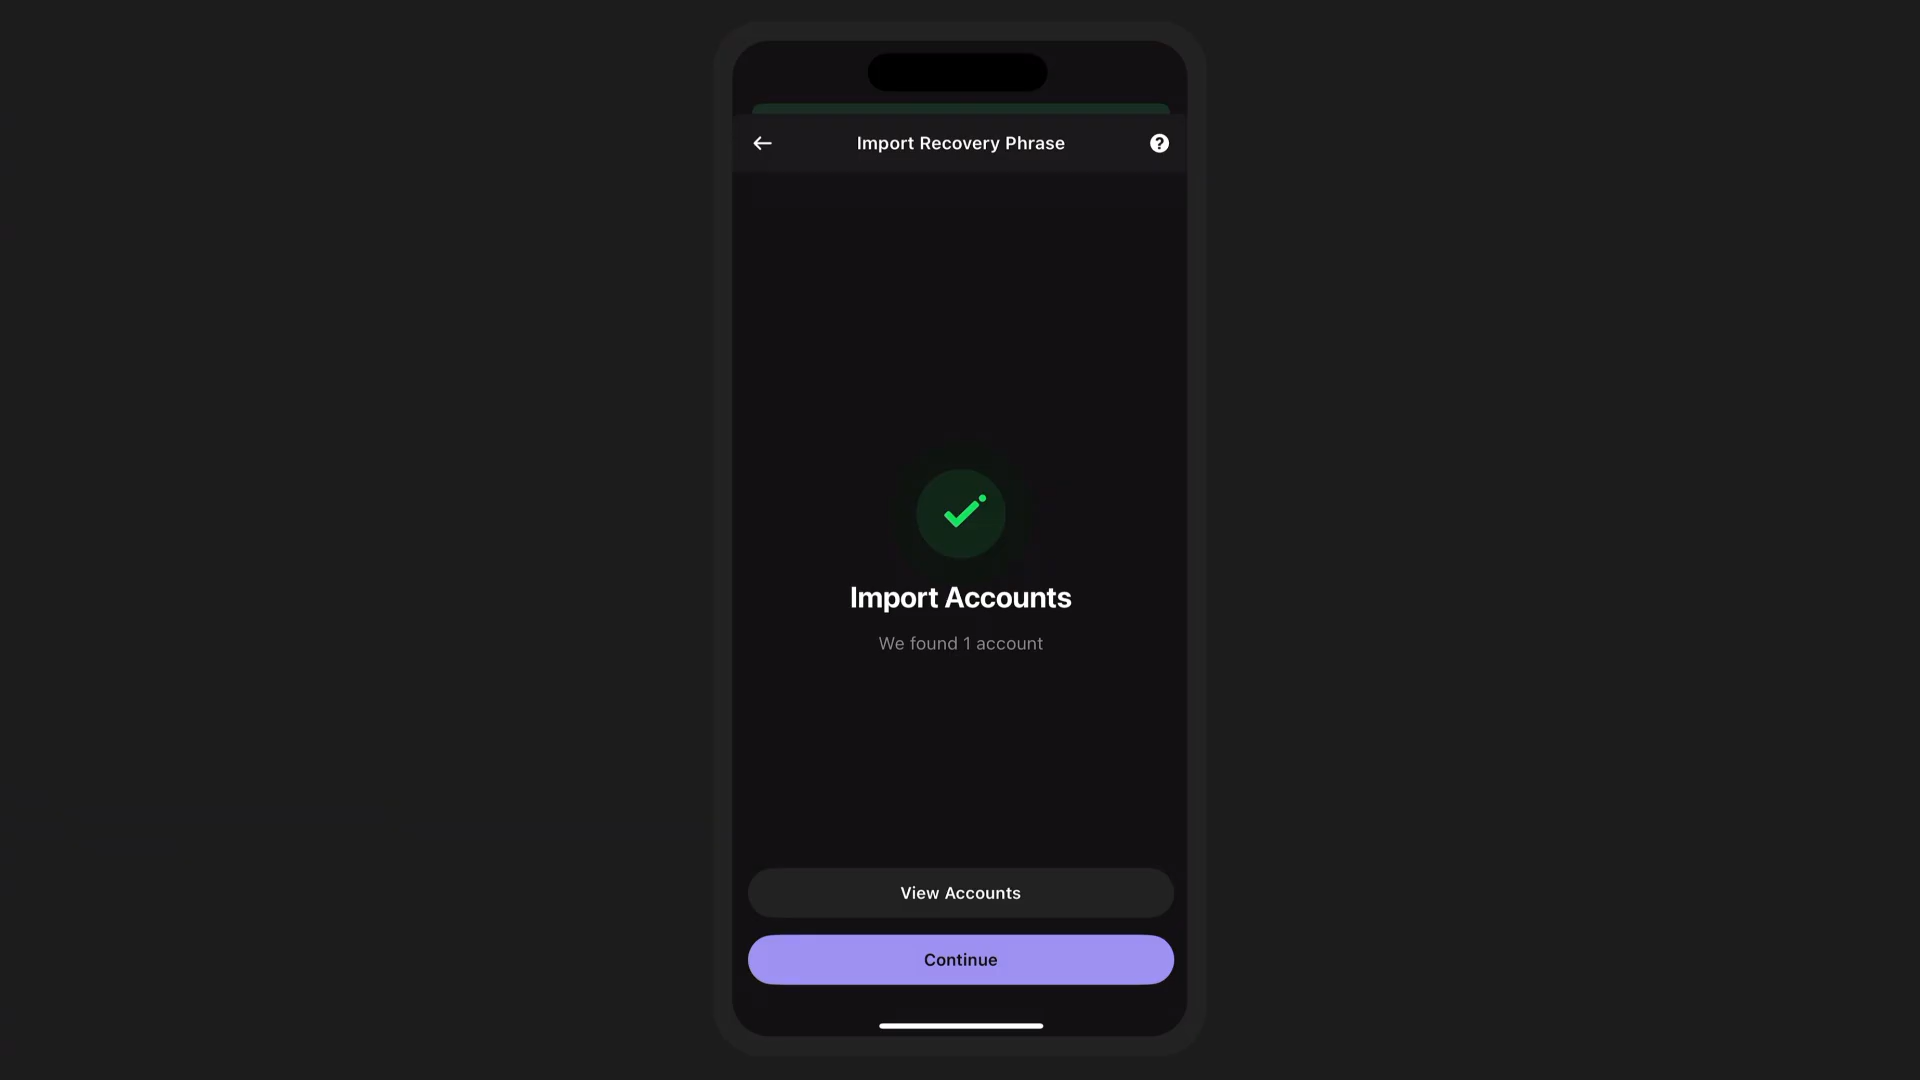 Import Recovery Phrase
?
Import Accounts
We found 1 account
View Accounts
Continue